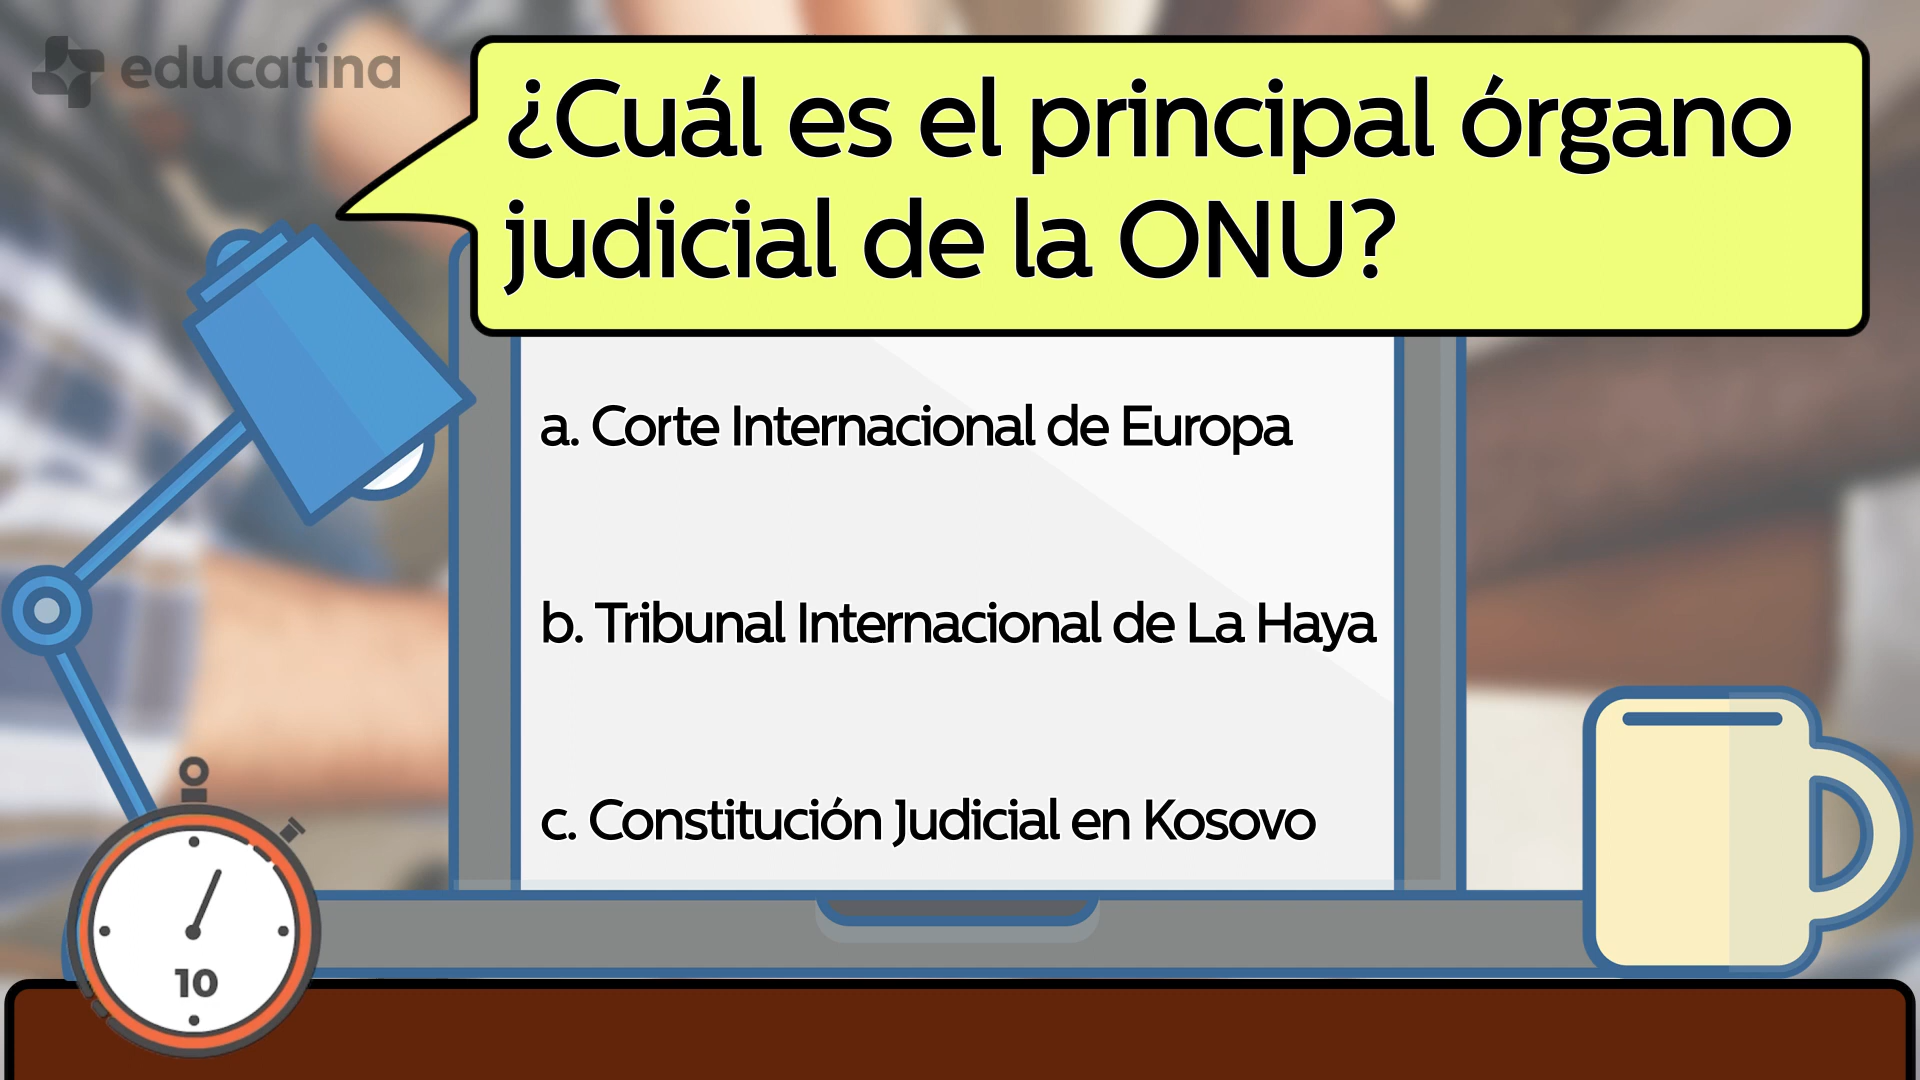 educatina
¿Cuál es el principal órgano
judicial de la ONU?
a. Corte Internacional de Europa
b. Tribunal Internacional de La Haya
c. Constitución Judicial en Kosovo
10